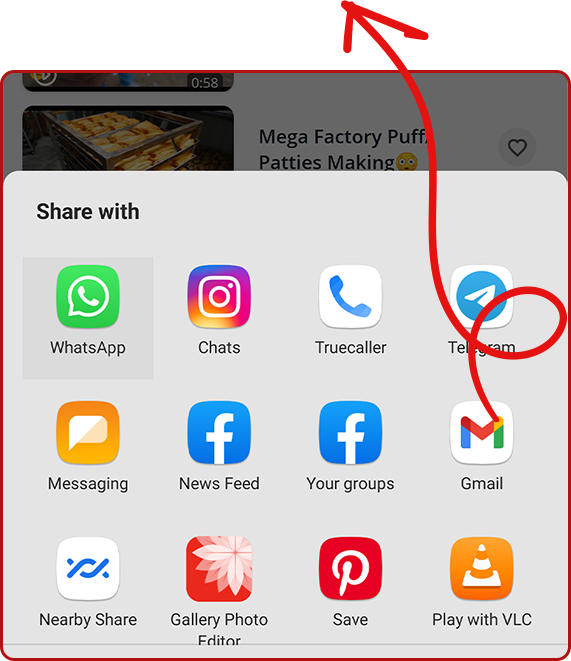 0:58
Mega Factory Puff/
Patties Making😳
Share with
WhatsApp
Chats
Truecaller
Telegram
Messaging
News Feed
Your groups
Gmail
Nearby Share
Gallery Photo
Editor
Save
Play with VLC